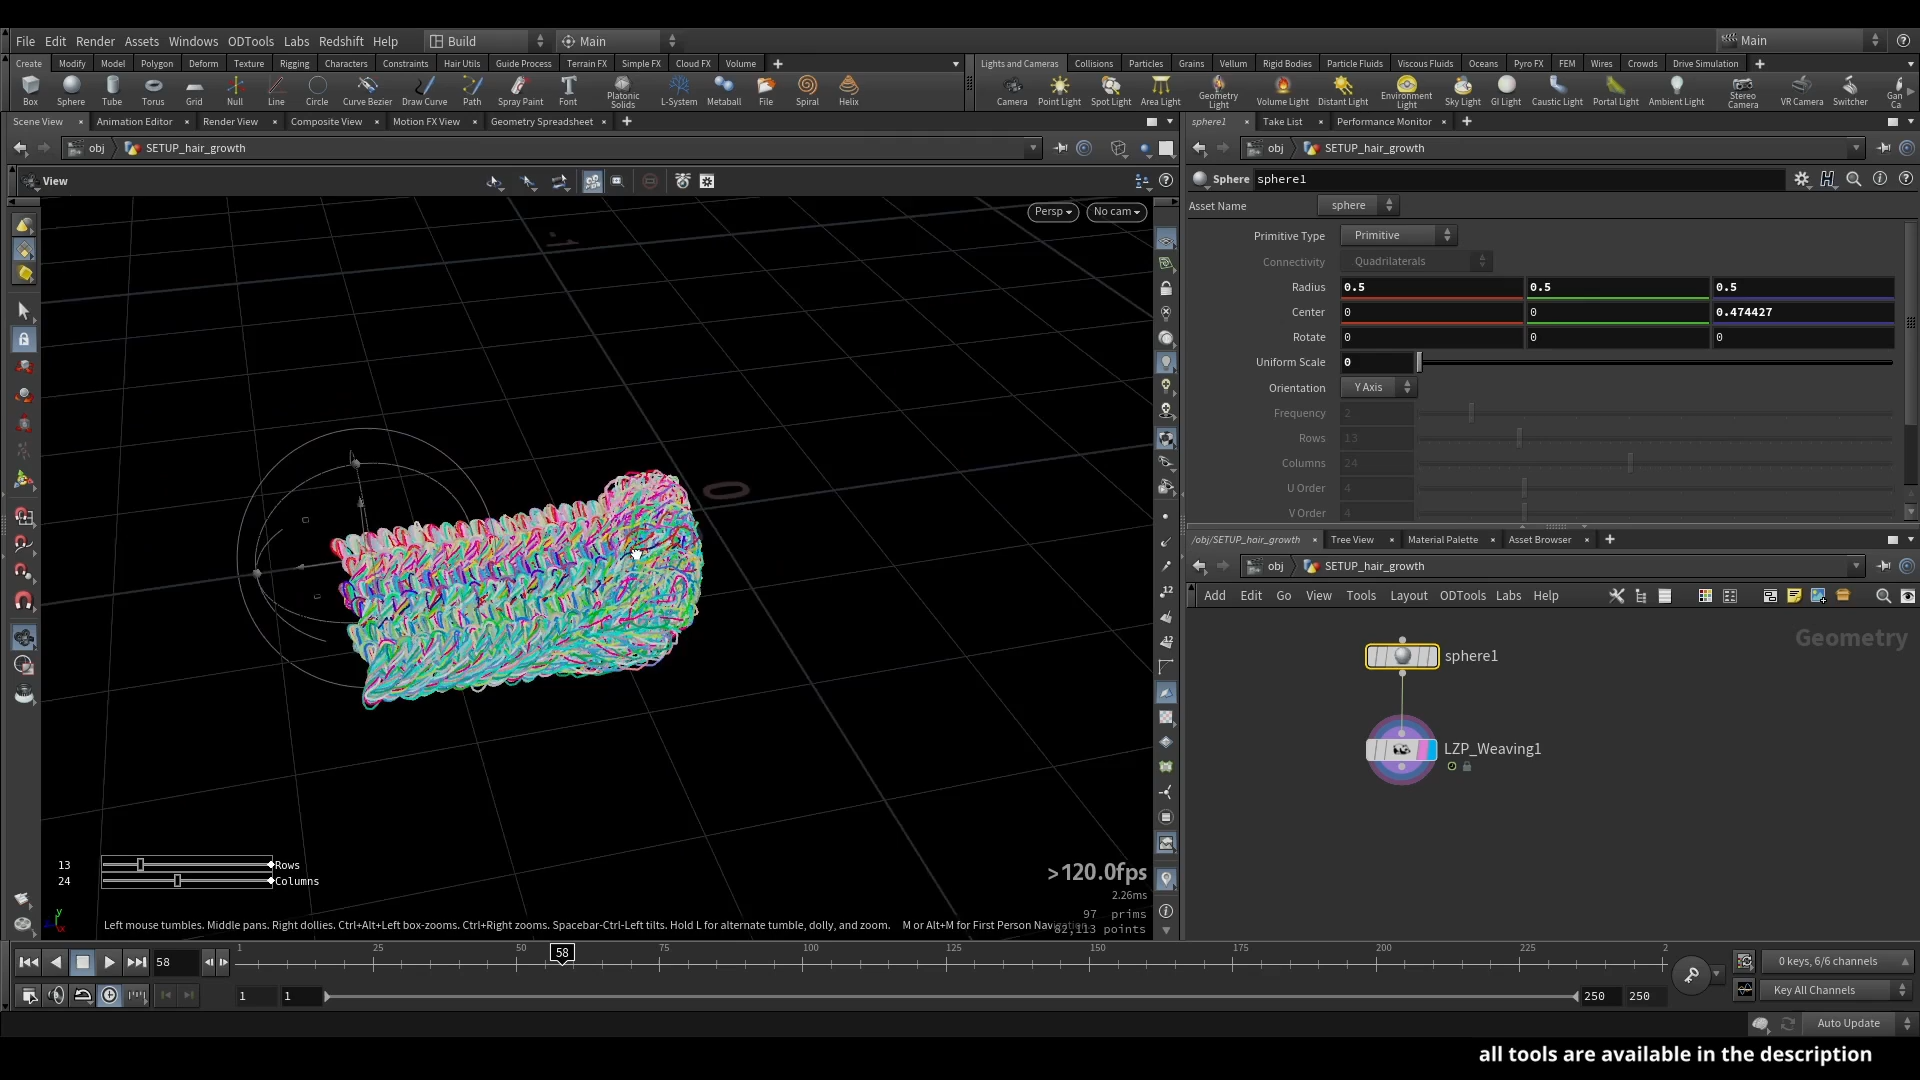 File Edit Render Assets Windows ODTools Labs Redshift Help Build Main Main
Create Modify Model Polygon Deform Texture Rigging Characters Constraints Hair Utils Guide Process Terrain FX Simple FX Cloud FX Volume
Lights and Cameras Collisions Particles Grains Vellum Rigid Bodies Particle Fluids Viscous Fluids Oceans Pyro FX FEM Wires Crowds Drive Simulation
Box Sphere Tube Torus Grid Null Line Circle Curve Bezier Draw Curve Path Spray Paint Font Platonic Solids L-System Metaball File Spiral Helix
Camera Point Light Spot Light Area Light Geometry Light Volume Light Distant Light Environment Light Sky Light GI Light Caustic Light Portal Light Ambient Light Stereo Camera VR Camera Switcher Gan Ca
Scene View Animation Editor Render View Composite View Motion FX View Geometry Spreadsheet
sphere1 Take List Performance Monitor
obj SETUP_hair_growth
obj SETUP_hair_growth
View
Sphere sphere1
Asset Name sphere
Persp No cam
Primitive Type Primitive
Connectivity Quadrilaterals
Radius 0.5 0.5 0.5
Center 0 0 0.474427
Rotate 0 0 0
Uniform Scale 0
Orientation Y Axis
Frequency 2
Rows 13
Columns 24
U Order 4
V Order 4
/obj/SETUP_hair_growth Tree View Material Palette Asset Browser
obj SETUP_hair_growth
Add Edit Go View Tools Layout ODTools Labs Help
Geometry
sphere1
LZP_Weaving1
0
13 Rows
24 Columns
>120.0fps
2.26ms
97 prims
82,113 points
Left mouse tumbles. Middle pans. Right dollies. Ctrl+Alt+Left box-zooms. Ctrl+Right zooms. Spacebar-Ctrl-Left tilts. Hold L for alternate tumble, dolly, and zoom. M or Alt+M for First Person Navigation
58
1 25 50 58 75 100 125 150 175 200 225 2
0 keys, 6/6 channels
1 1 250 250
Key All Channels
Auto Update
all tools are available in the description